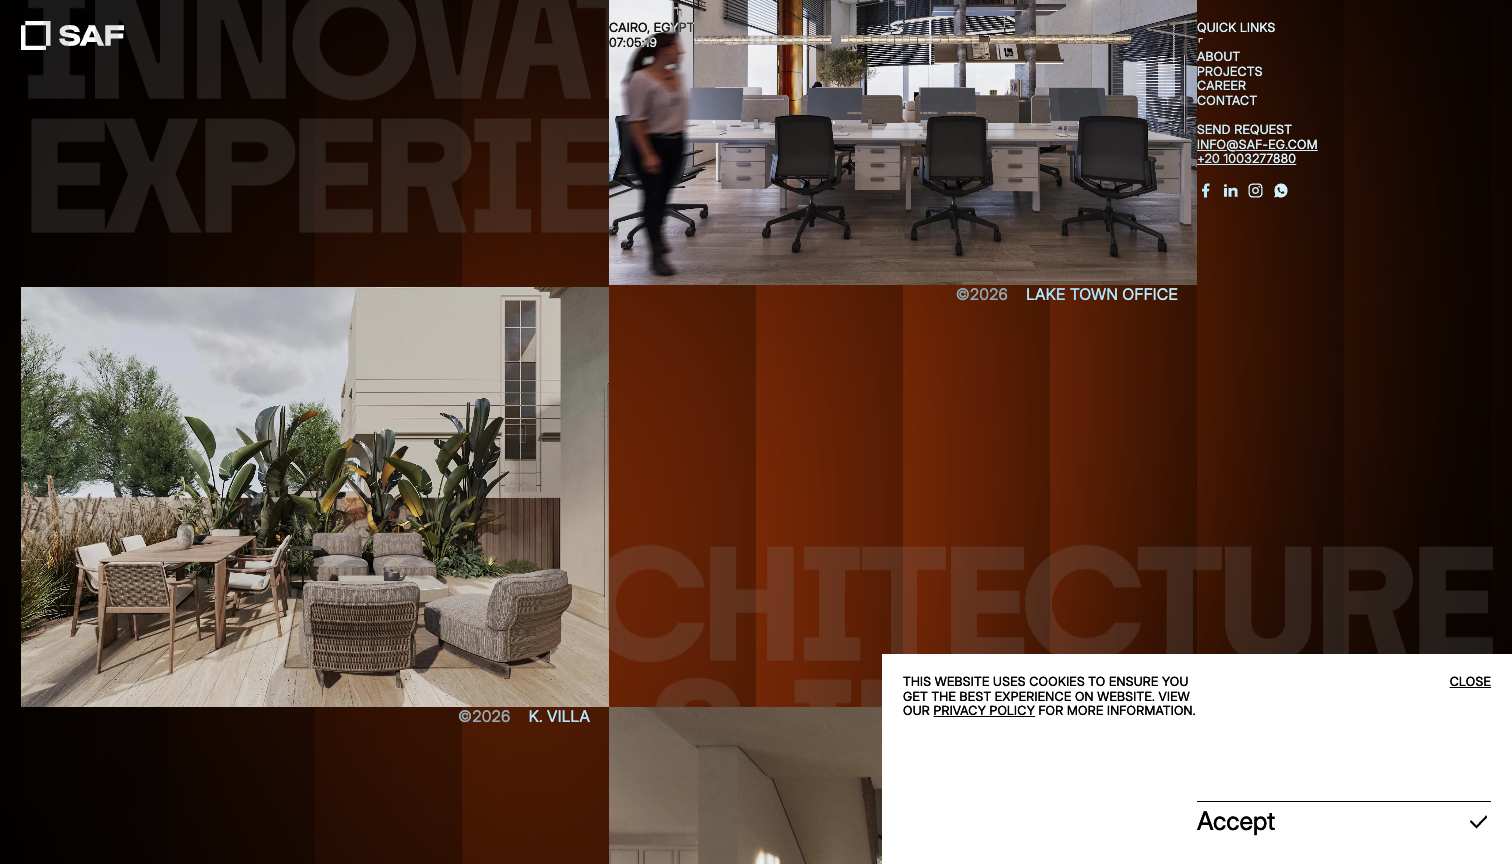 SAF
INNOVAT
EXPERIE
CAIRO, EGYPT
07:05:19
QUICK LINKS
ABOUT
PROJECTS
CAREER
CONTACT
SEND REQUEST
INFO@SAF-EG.COM
+20 1003277880
©2026 LAKE TOWN OFFICE
CHITECTURE
©2026 K. VILLA
THIS WEBSITE USES COOKIES TO ENSURE YOU
GET THE BEST EXPERIENCE ON WEBSITE. VIEW
OUR PRIVACY POLICY FOR MORE INFORMATION.
CLOSE
Accept